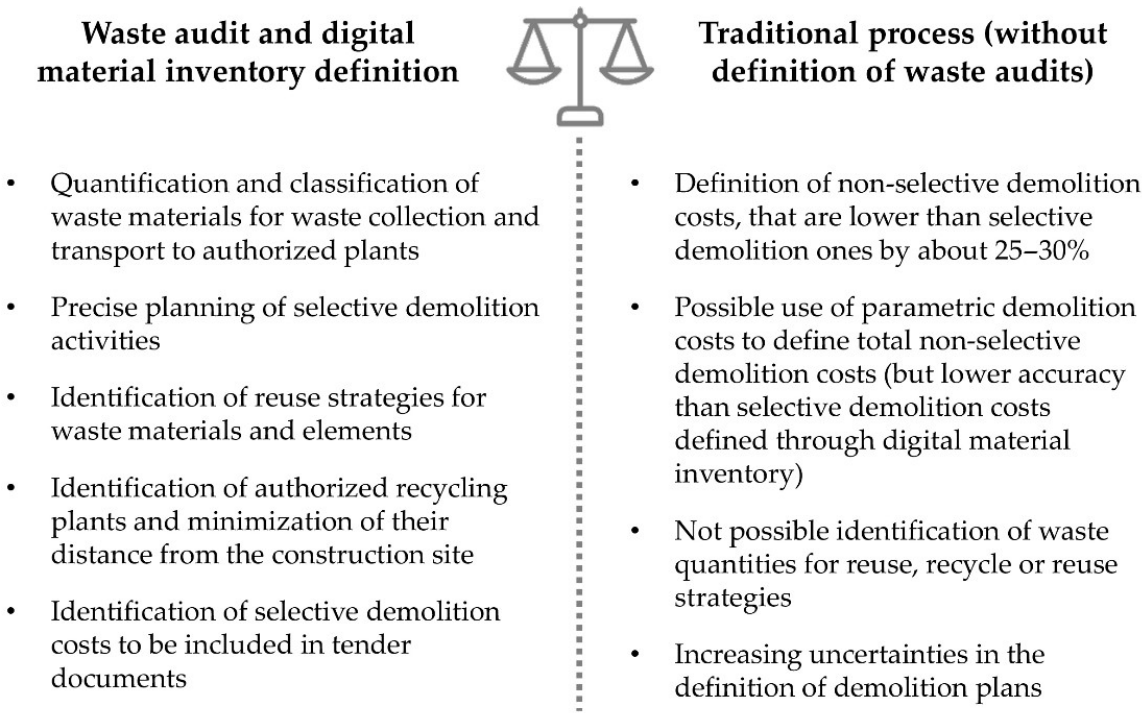 Waste audit and digital
material inventory definition
• Quantification and classification of
waste materials for waste collection and
transport to authorized plants
• Precise planning of selective demolition
activities
• Identification of reuse strategies for
waste materials and elements
• Identification of authorized recycling
plants and minimization of their
distance from the construction site
• Identification of selective demolition
costs to be included in tender
documents
Traditional process (without
definition of waste audits)
• Definition of non-selective demolition
costs, that are lower than selective
demolition ones by about 25–30%
• Possible use of parametric demolition
costs to define total non-selective
demolition costs (but lower accuracy
than selective demolition costs
defined through digital material
inventory)
• Not possible identification of waste
quantities for reuse, recycle or reuse
strategies
• Increasing uncertainties in the
definition of demolition plans